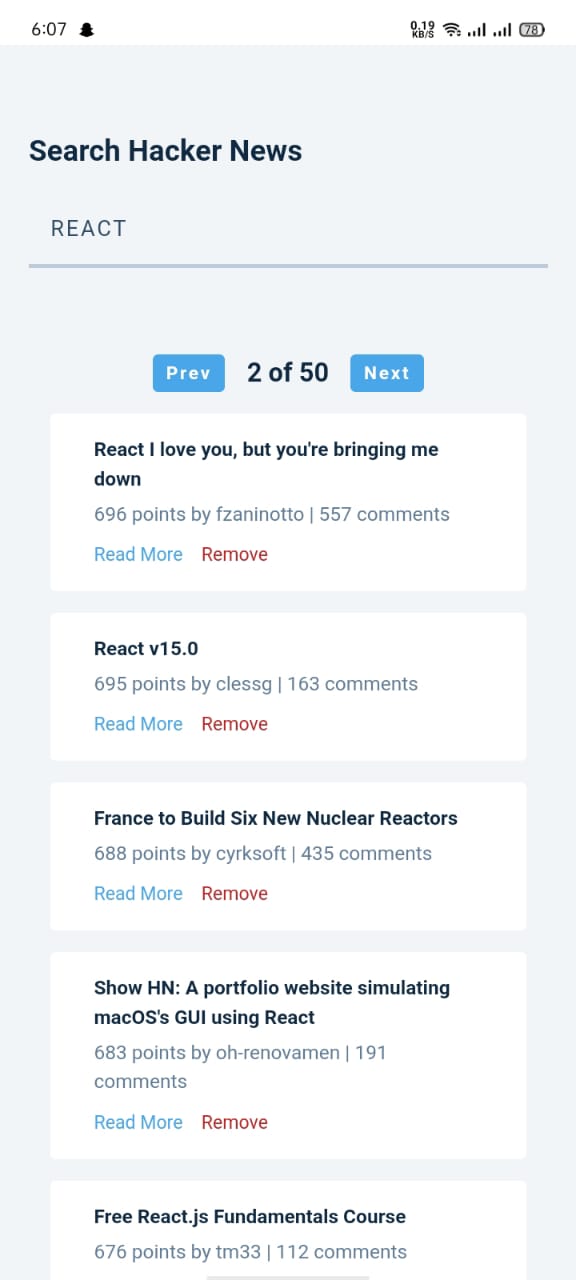 6:07 0.19 KB/S 78
Search Hacker News
REACT
Prev 2 of 50 Next
React I love you, but you're bringing me
down
696 points by fzaninotto | 557 comments
Read More Remove
React v15.0
695 points by clessg | 163 comments
Read More Remove
France to Build Six New Nuclear Reactors
688 points by cyrksoft | 435 comments
Read More Remove
Show HN: A portfolio website simulating
macOS's GUI using React
683 points by oh-renovamen | 191
comments
Read More Remove
Free React.js Fundamentals Course
676 points by tm33 | 112 comments